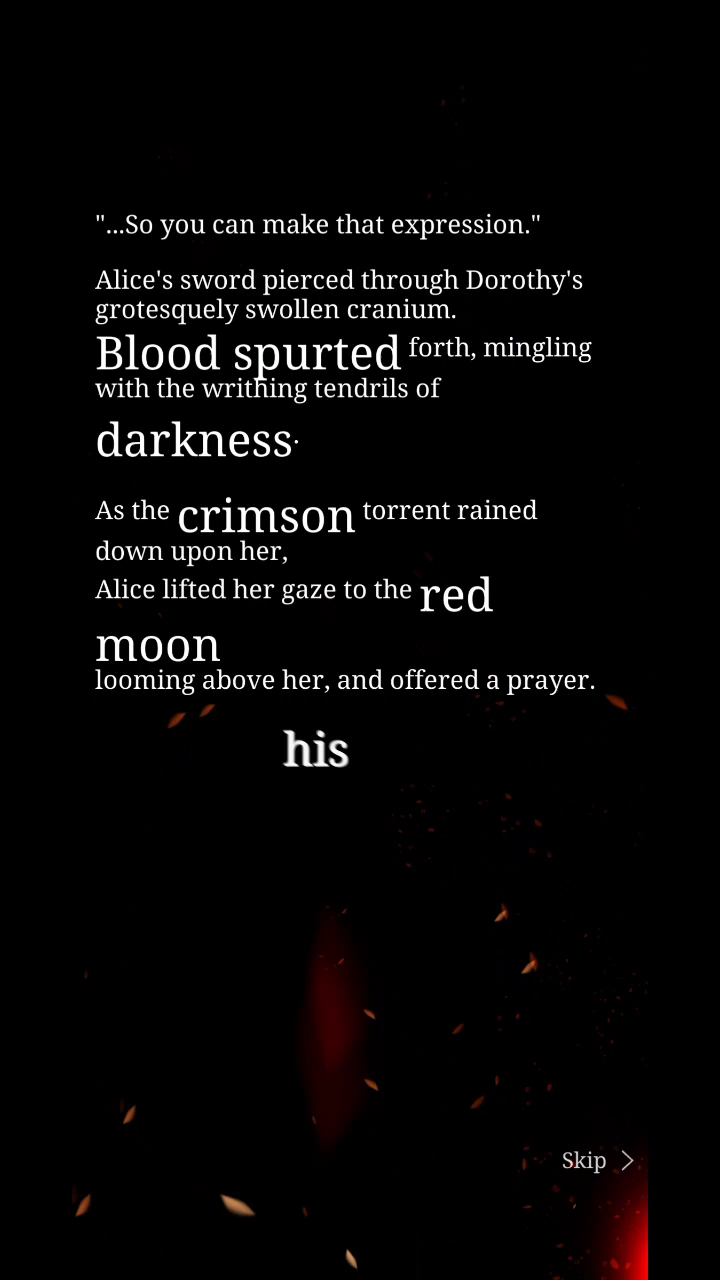 "...So you can make that expression."
Alice's sword pierced through Dorothy's
grotesquely swollen cranium.
Blood spurted forth, mingling
with the writhing tendrils of
darkness.
As the crimson torrent rained
down upon her,
Alice lifted her gaze to the red
moon
looming above her, and offered a prayer.
his
Skip >